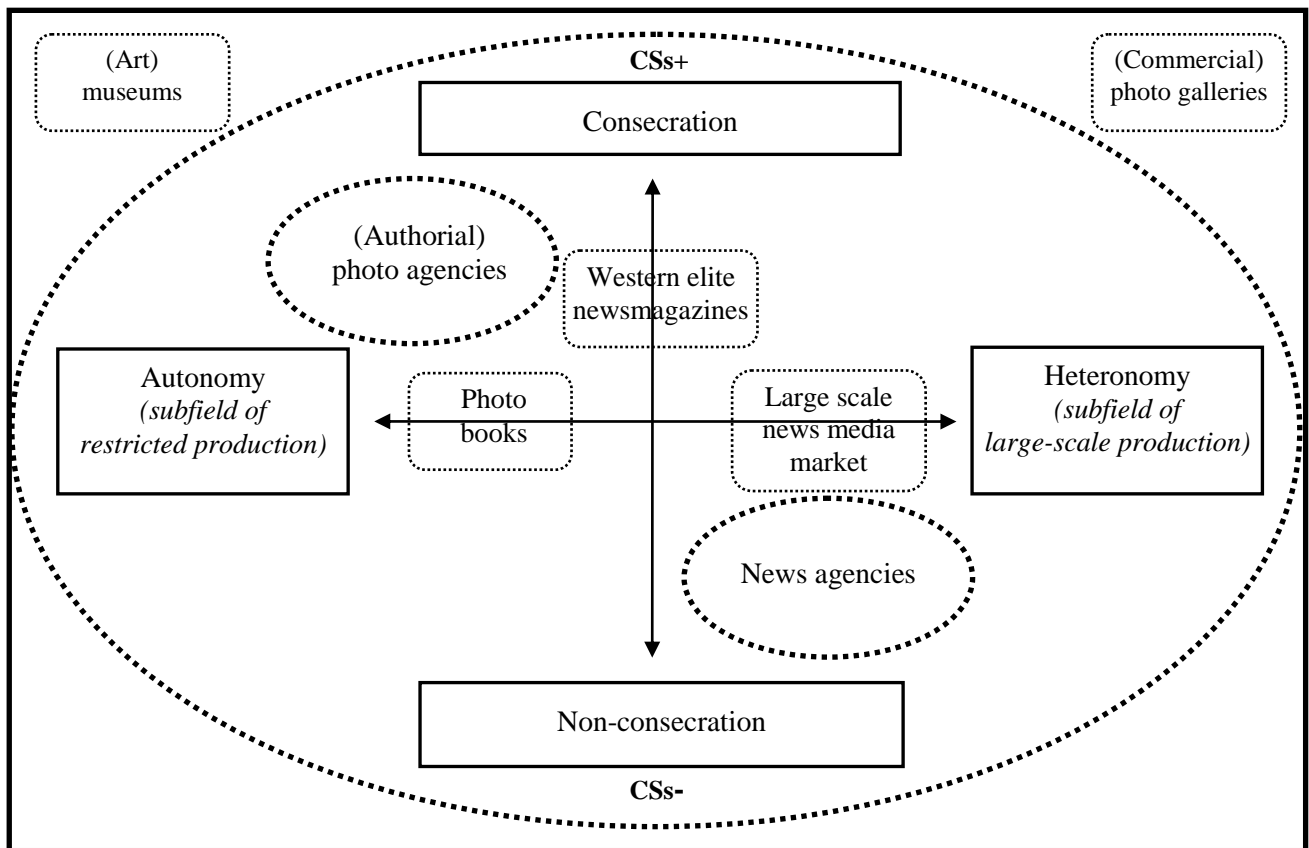 (Art)
museums
CSs+
(Commercial)
photo galleries
Consecration
(Authorial)
photo agencies
Western elite
newsmagazines
Autonomy
(subfield of
restricted production)
Photo
books
Large scale
news media
market
Heteronomy
(subfield of
large-scale production)
News agencies
Non-consecration
CSs-